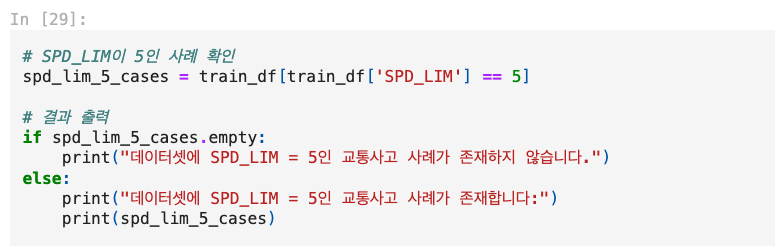 In [29]:
# SPD_LIM이 5인 사례 확인
spd_lim_5_cases = train_df[train_df['SPD_LIM'] == 5]
# 결과 출력
if spd_lim_5_cases.empty:
    print("데이터셋에 SPD_LIM = 5인 교통사고 사례가 존재하지 않습니다.")
else:
    print("데이터셋에 SPD_LIM = 5인 교통사고 사례가 존재합니다:")
    print(spd_lim_5_cases)